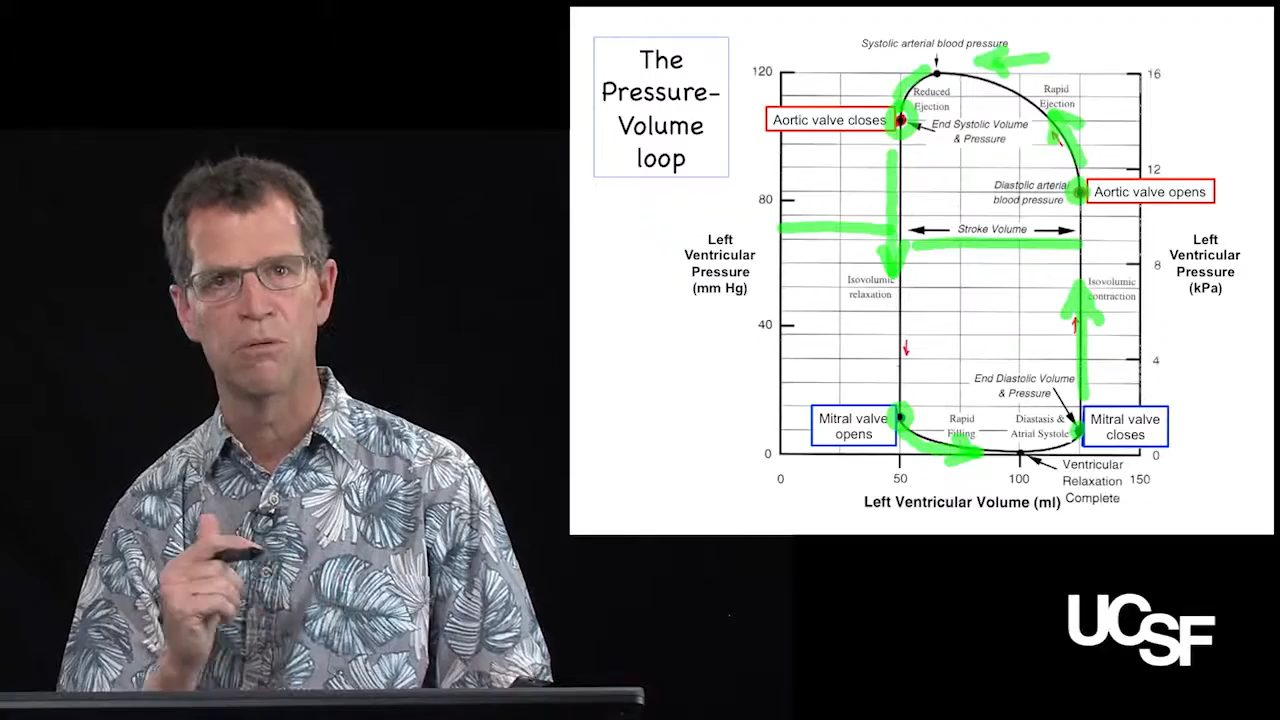 The
Pressure-
Volume
loop
Systolic arterial blood pressure
120
16
Reduced
Ejection
Rapid
Ejection
Aortic valve closes
End Systolic Volume
& Pressure
12
Diastolic arterial
blood pressure
Aortic valve opens
80
Stroke Volume
Left
Ventricular
Pressure
(mm Hg)
8
Left
Ventricular
Pressure
(kPa)
Isovolumic
relaxation
Isovolumic
contraction
40
4
End Diastolic Volume
& Pressure
Mitral valve
opens
Rapid
Filling
Diastasis &
Atrial Systole
Mitral valve
closes
0
0
Ventricular
Relaxation
Complete
0
50
100
150
Left Ventricular Volume (ml)
UCSF